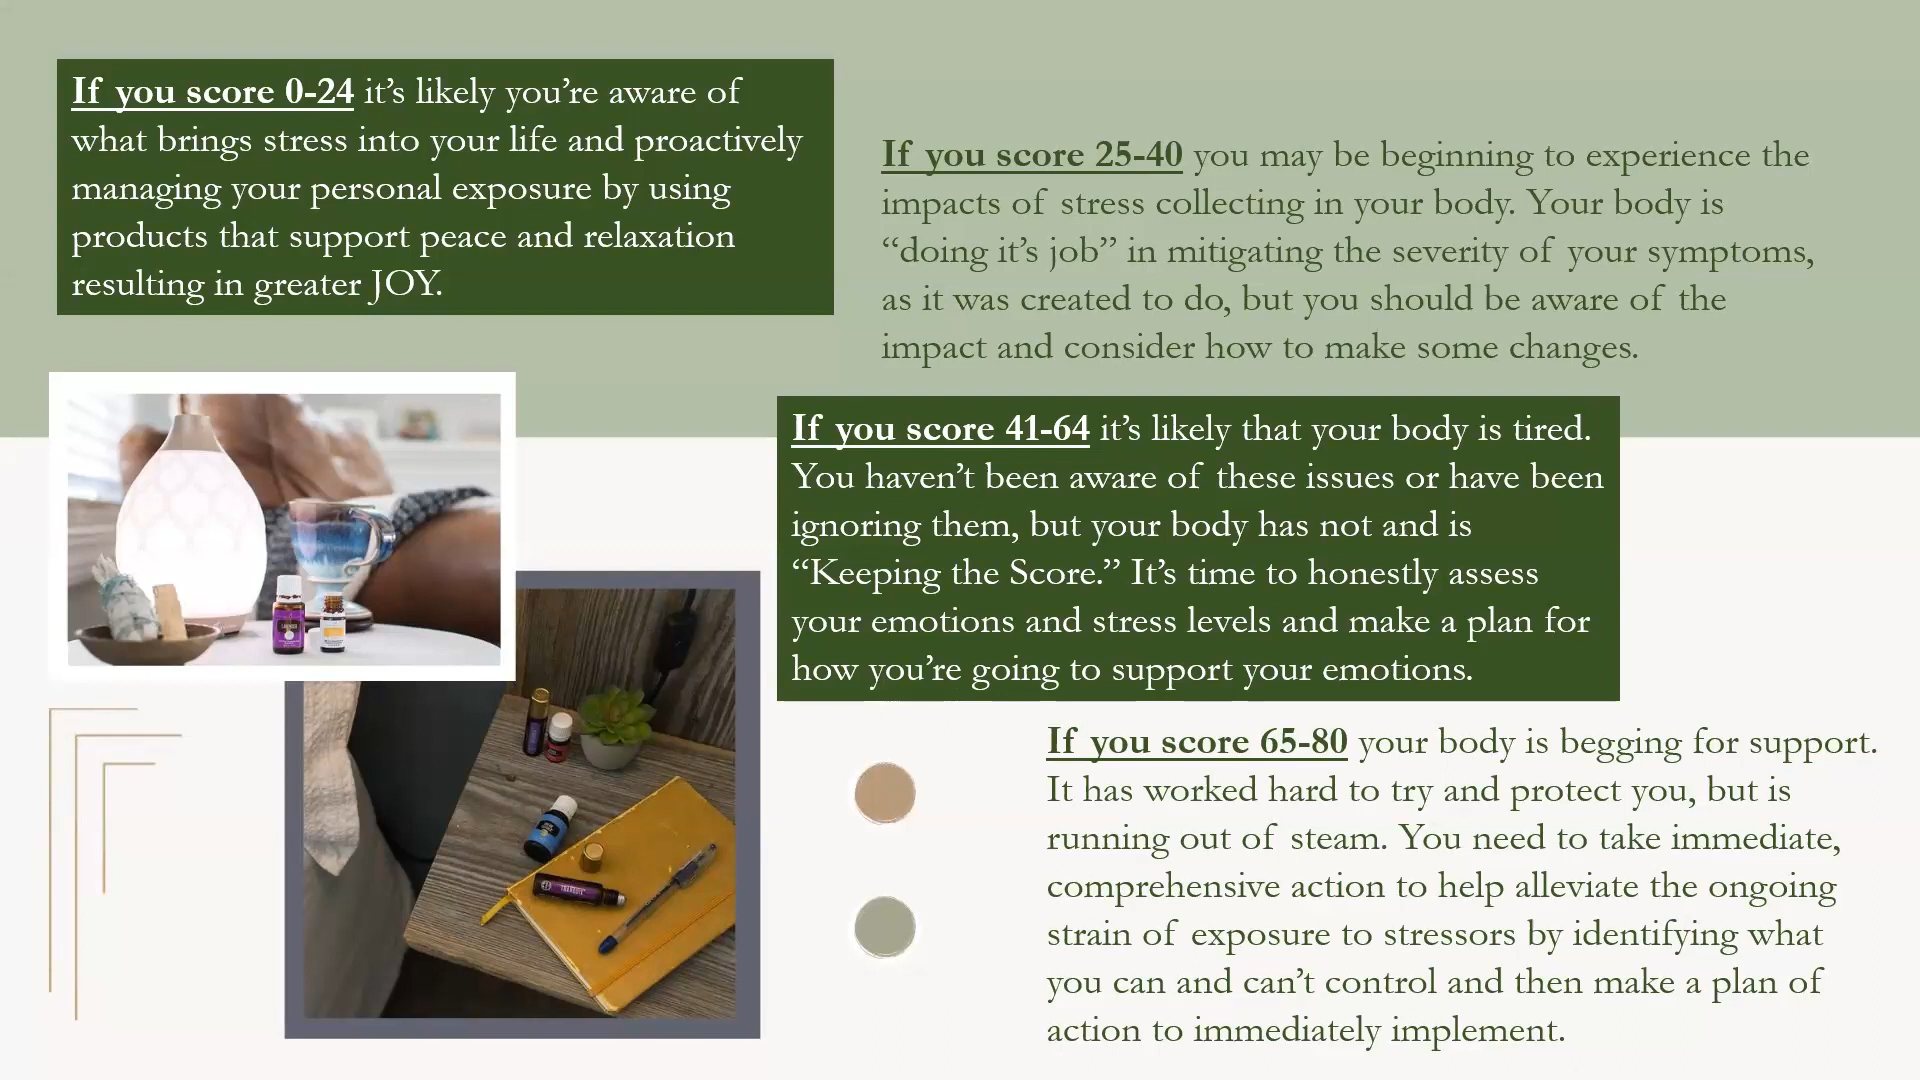 If you score 0-24 it’s likely you’re aware of
what brings stress into your life and proactively
managing your personal exposure by using
products that support peace and relaxation
resulting in greater JOY.
If you score 25-40 you may be beginning to experience the
impacts of stress collecting in your body. Your body is
“doing it’s job” in mitigating the severity of your symptoms,
as it was created to do, but you should be aware of the
impact and consider how to make some changes.
If you score 41-64 it’s likely that your body is tired.
You haven’t been aware of these issues or have been
ignoring them, but your body has not and is
“Keeping the Score.” It’s time to honestly assess
your emotions and stress levels and make a plan for
how you’re going to support your emotions.
If you score 65-80 your body is begging for support.
It has worked hard to try and protect you, but is
running out of steam. You need to take immediate,
comprehensive action to help alleviate the ongoing
strain of exposure to stressors by identifying what
you can and can’t control and then make a plan of
action to immediately implement.
LAVENDER
TRANQUIL